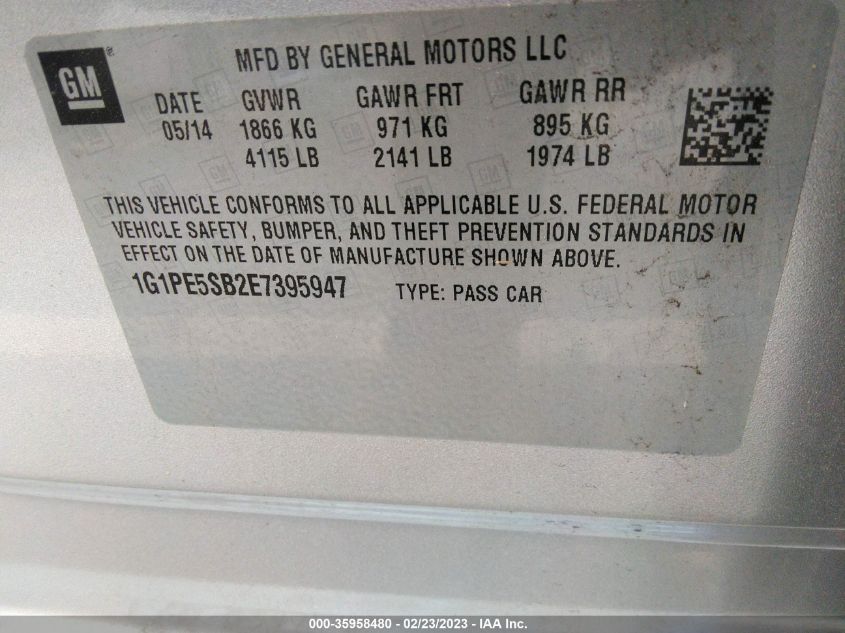 GM®
MFD BY GENERAL MOTORS LLC
DATE GVWR GAWR FRT GAWR RR
05/14 1866 KG 971 KG 895 KG
4115 LB 2141 LB 1974 LB
THIS VEHICLE CONFORMS TO ALL APPLICABLE U.S. FEDERAL MOTOR
VEHICLE SAFETY, BUMPER, AND THEFT PREVENTION STANDARDS IN
EFFECT ON THE DATE OF MANUFACTURE SHOWN ABOVE.
1G1PE5SB2E7395947 TYPE: PASS CAR
000-35958480 - 02/23/2023 - IAA Inc.